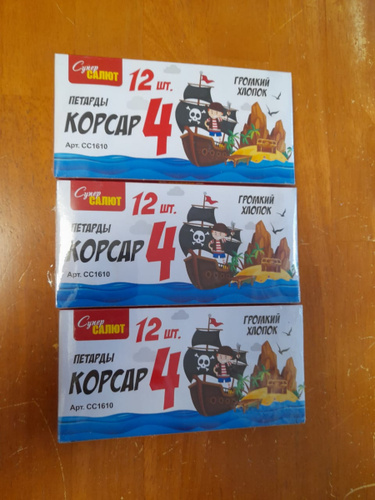 Супер
САЛЮТ
12 шт.
ГРОМКИЙ
ХЛОПОК
ПЕТАРДЫ
КОРСАР 4
Арт. СС1610
Супер
САЛЮТ
12 шт.
ГРОМКИЙ
ХЛОПОК
ПЕТАРДЫ
КОРСАР 4
Арт. СС1610
Супер
САЛЮТ
12 шт.
ГРОМКИЙ
ХЛОПОК
ПЕТАРДЫ
КОРСАР 4
Арт. СС1610